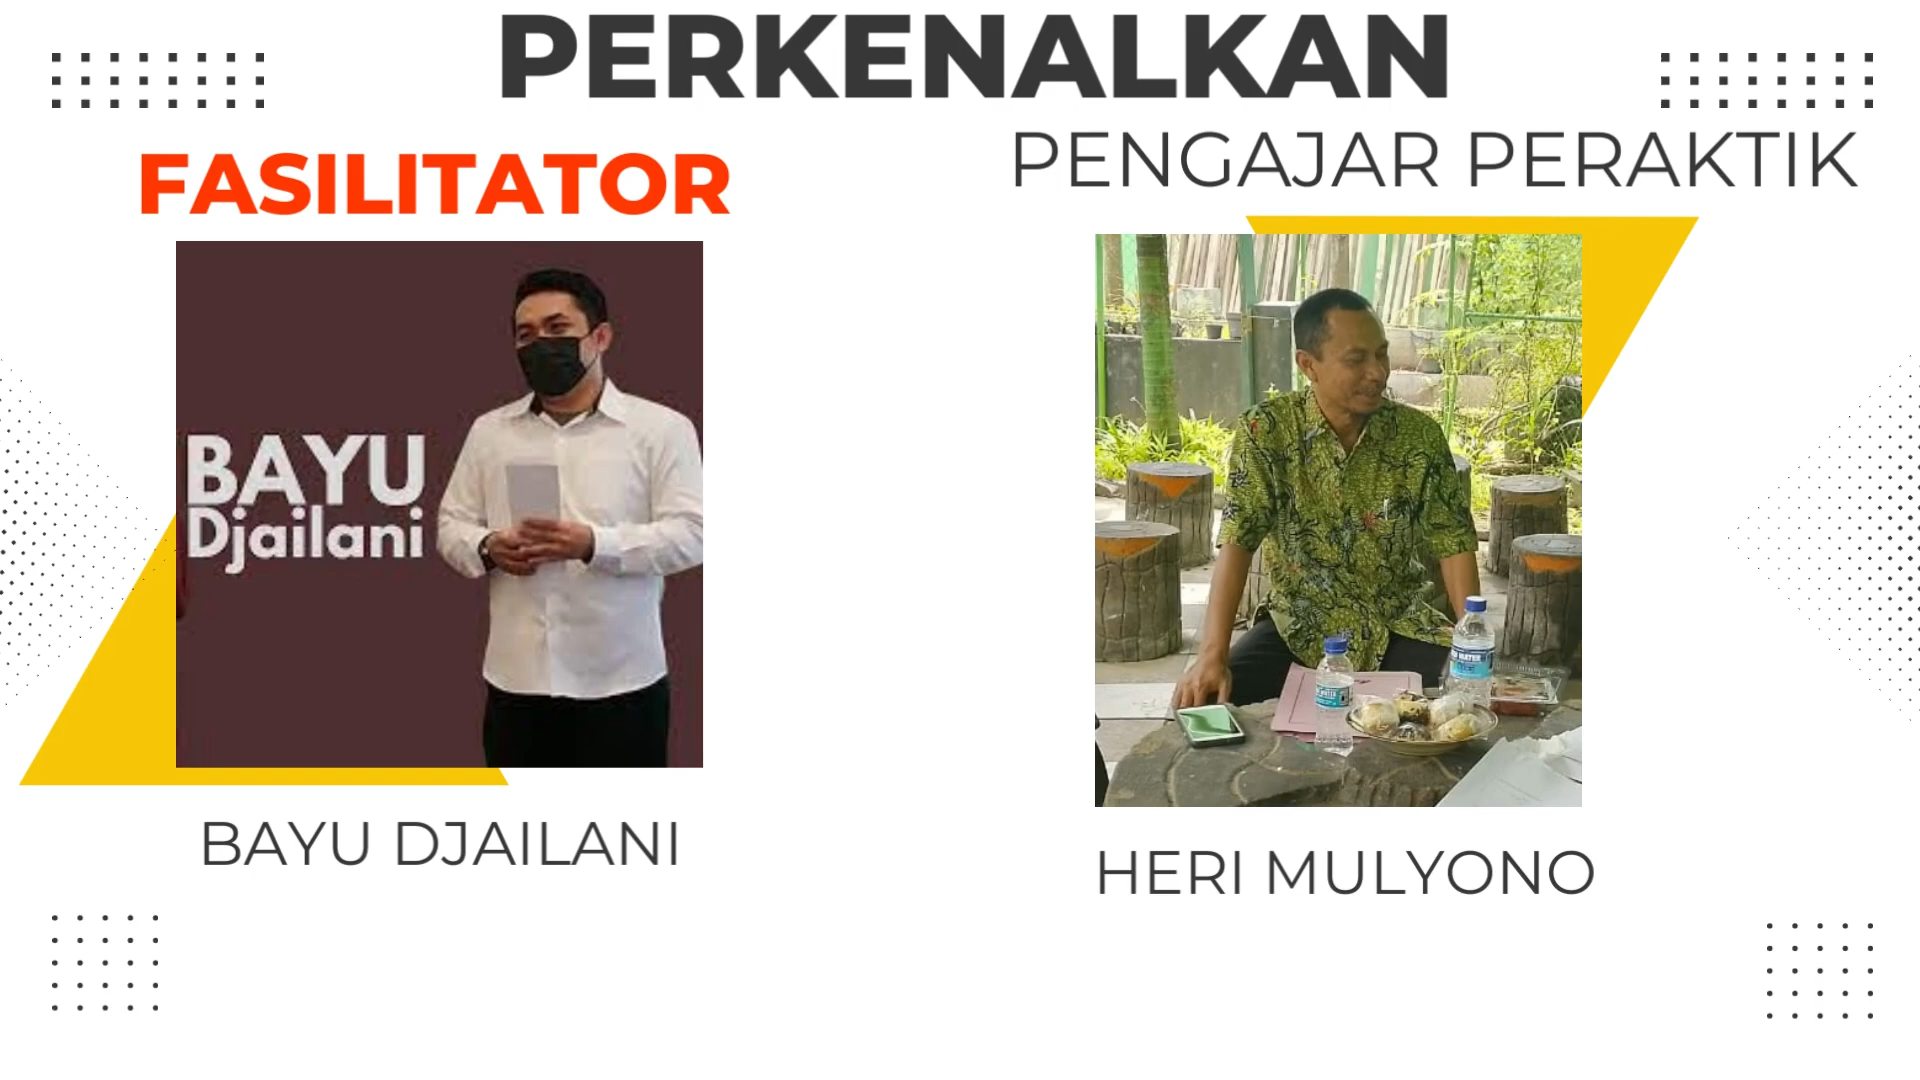 PERKENALKAN
FASILITATOR
PENGAJAR PERAKTIK
BAYU
Djailani
BAYU DJAILANI
HERI MULYONO